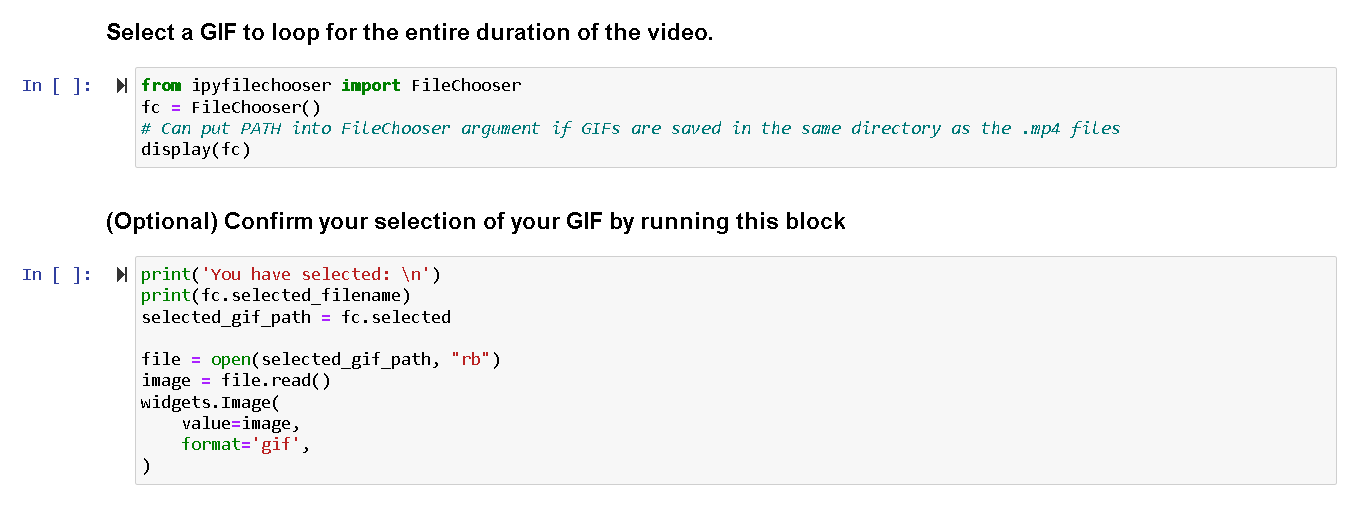 Select a GIF to loop for the entire duration of the video.
In [ ]: from ipyfilechooser import FileChooser
fc = FileChooser()
# Can put PATH into FileChooser argument if GIFs are saved in the same directory as the .mp4 files
display(fc)
(Optional) Confirm your selection of your GIF by running this block
In [ ]: print('You have selected: \n')
print(fc.selected_filename)
selected_gif_path = fc.selected
file = open(selected_gif_path, "rb")
image = file.read()
widgets.Image(
    value=image,
    format='gif',
)